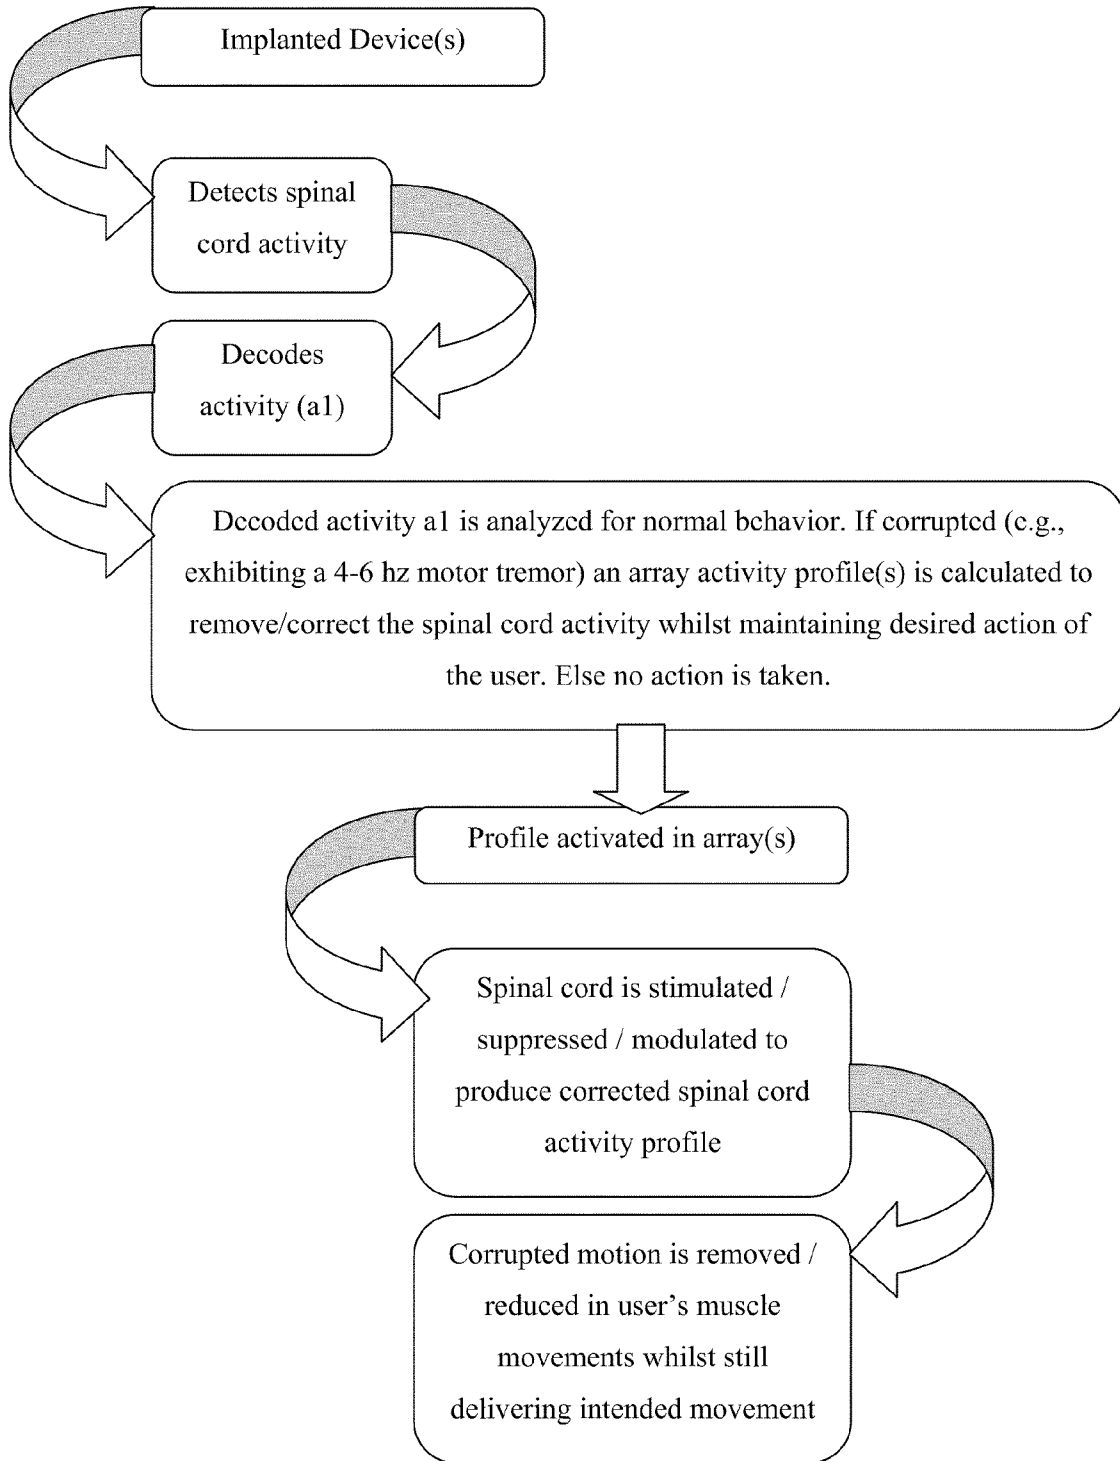 Implanted Device(s)
Detects spinal
cord activity
Decodes
activity (a1)
Decoded activity a1 is analyzed for normal behavior. If corrupted (e.g.,
exhibiting a 4-6 hz motor tremor) an array activity profile(s) is calculated to
remove/correct the spinal cord activity whilst maintaining desired action of
the user. Else no action is taken.
Profile activated in array(s)
Spinal cord is stimulated /
suppressed / modulated to
produce corrected spinal cord
activity profile
Corrupted motion is removed /
reduced in user’s muscle
movements whilst still
delivering intended movement